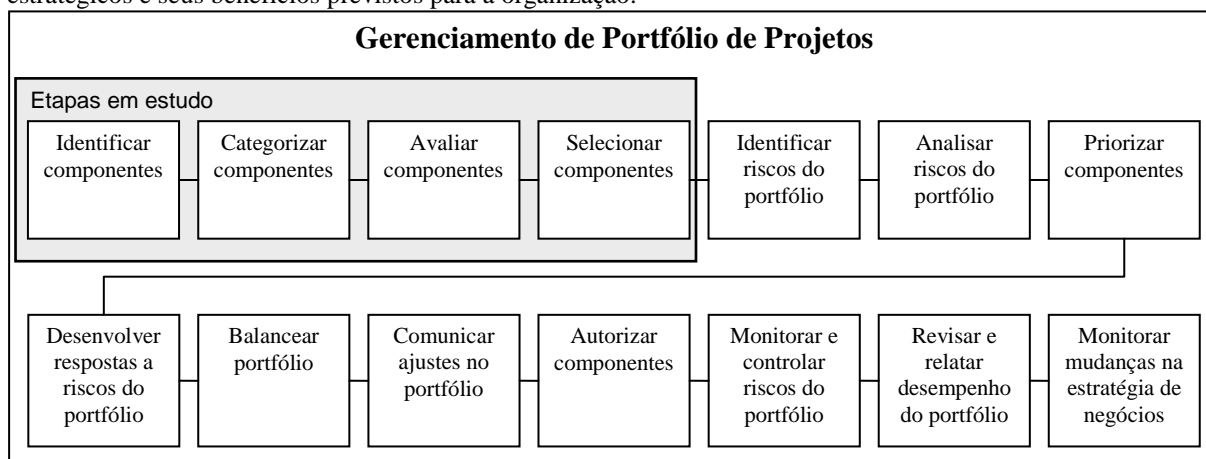 estratégicos e seus benefícios previstos para a organização.
Gerenciamento de Portfólio de Projetos
Etapas em estudo
Identificar
componentes
Categorizar
componentes
Avaliar
componentes
Selecionar
componentes
Identificar
riscos do
portfólio
Analisar
riscos do
portfólio
Priorizar
componentes
Desenvolver
respostas a
riscos do
portfólio
Balancear
portfólio
Comunicar
ajustes no
portfólio
Autorizar
componentes
Monitorar e
controlar
riscos do
portfólio
Revisar e
relatar
desempenho
do portfólio
Monitorar
mudanças na
estratégia de
negócios